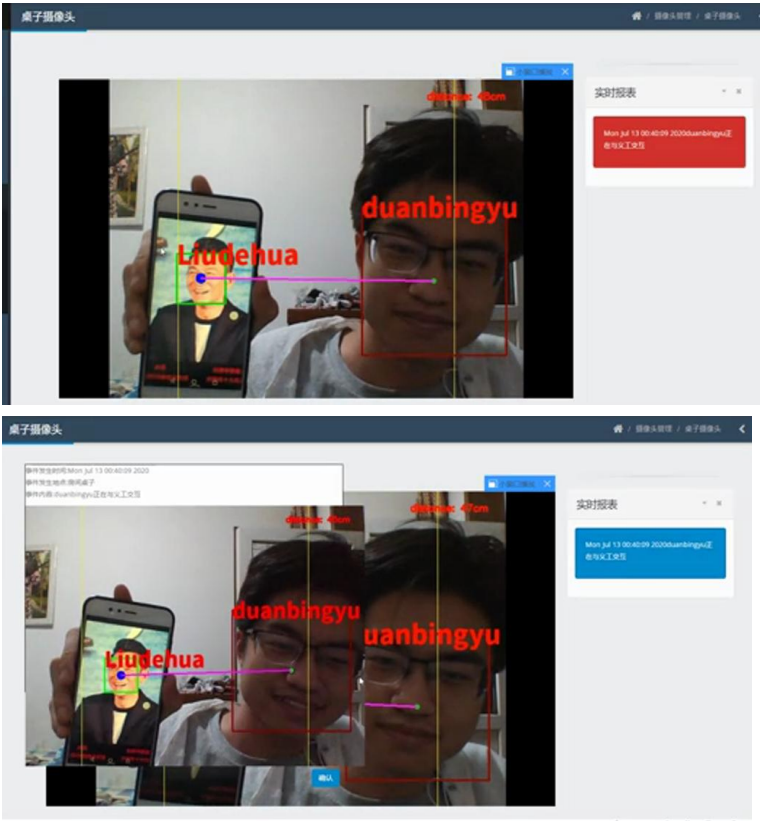 桌子摄像头
/ 摄像头管理 / 桌子摄像头
小窗口模块
实时报表
distance: 45cm
Mon Jul 13 00:40:09 2020duanbingyu正
在与义工交互
duanbingyu
Liudehua
桌子摄像头
/ 摄像头管理 / 桌子摄像头
事件发生时间:Mon Jul 13 00:40:09 2020
事件发生地点:房间桌子
事件内容:duanbingyu正在与义工交互
小窗口模块
实时报表
distance: 47cm
Mon Jul 13 00:40:09 2020duanbingyu正
在与义工交互
duanbingyu
uanbingyu
Liudehua
确认